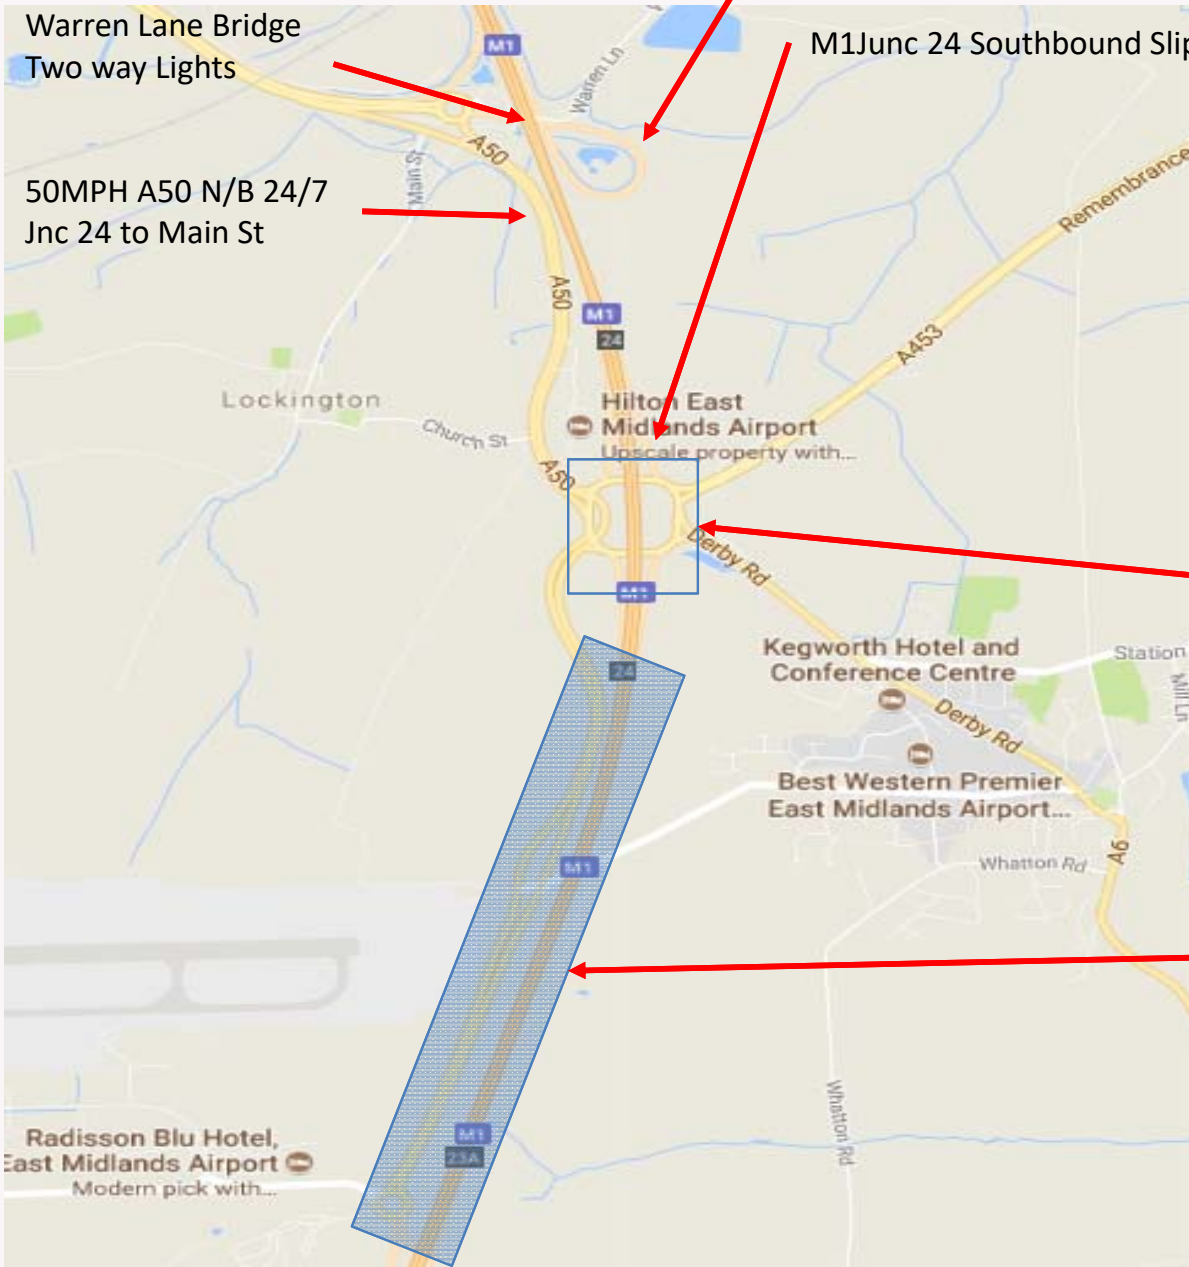 Warren Lane Bridge
Two way Lights
M1Junc 24 Southbound Slip
50MPH A50 N/B 24/7
Jnc 24 to Main St
M1
Warren Ln
A50
Main St
Remembrance
A50
M1
24
A453
Lockington
Hilton East
Midlands Airport
Upscale property with...
Church St
A50
Derby Rd
M1
Kegworth Hotel and
Conference Centre
Station
Mill Ln
24
Derby Rd
Best Western Premier
East Midlands Airport...
M1
Whatton Rd
A6
Whatton Rd
M1
23A
Radisson Blu Hotel,
East Midlands Airport
Modern pick with...